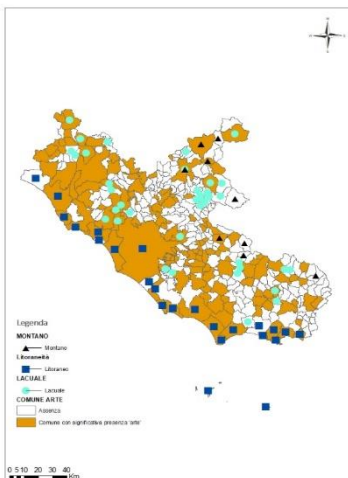 Legenda
MONTANO
Montano
Litoraneità
Litoraneo
LACUALE
Lacuale
COMUNE ARTE
Assenza
Comune con significativa presenza 'arte'
0 5 10 20 30 40
Km